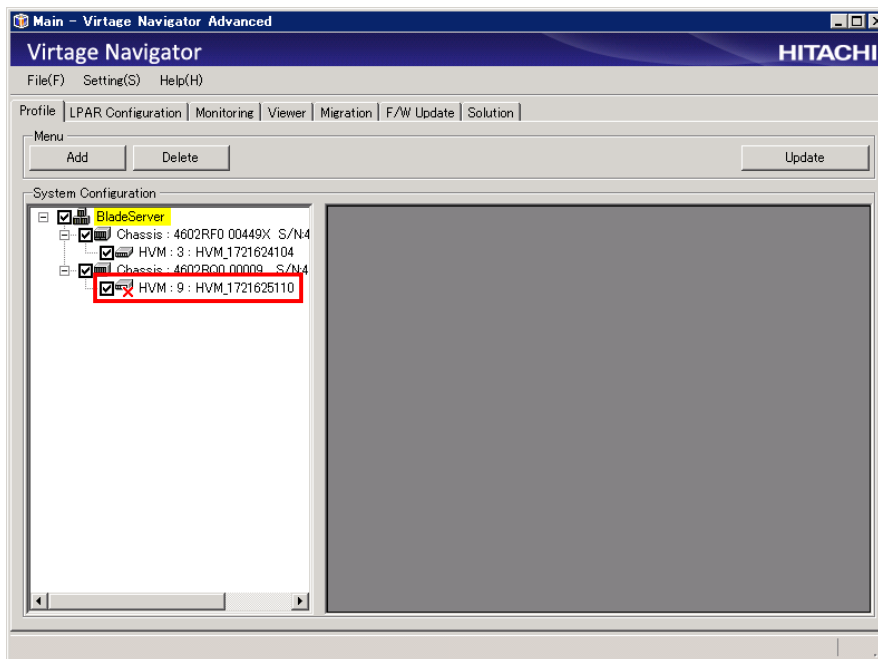 Main - Virtage Navigator Advanced
Virtage Navigator
HITACHI
File(F) Setting(S) Help(H)
Profile LPAR Configuration Monitoring Viewer Migration F/W Update Solution
Menu
Add Delete Update
System Configuration
BladeServer
Chassis : 4602RF0 00449X S/N:4
HVM : 3 : HVM_1721624104
Chassis : 4602RQ0 00009 S/N:4
HVM : 9 : HVM_1721625110